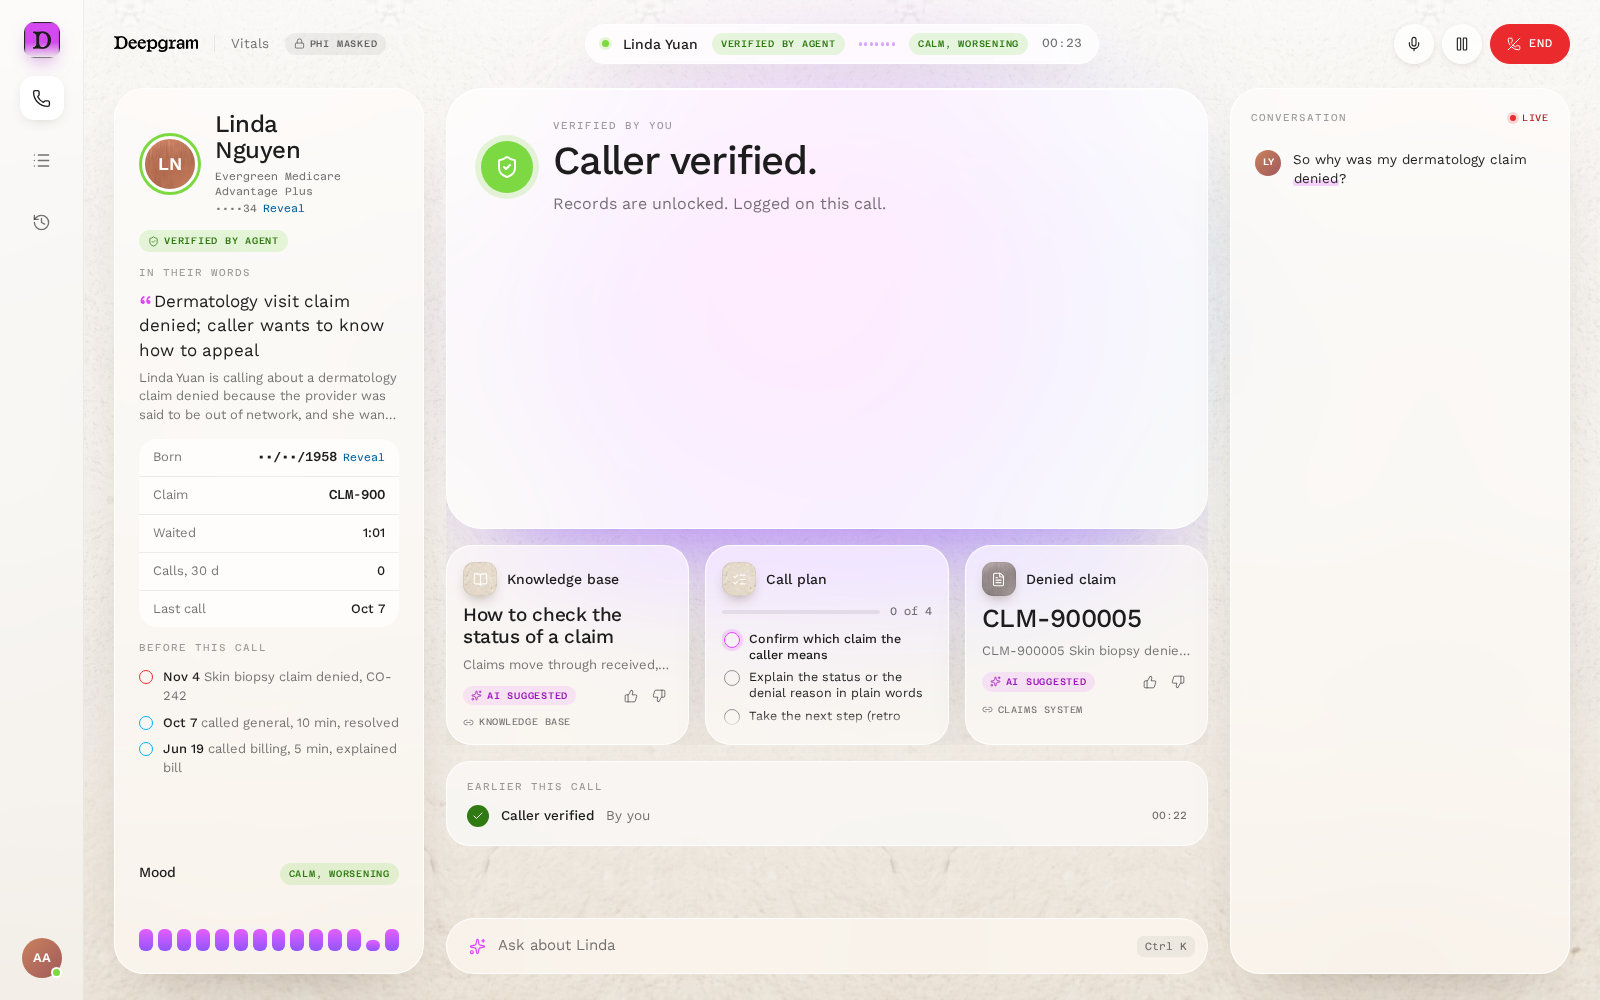 D
Deepgram
Vitals
PHI MASKED
Linda Yuan
VERIFIED BY AGENT
CALM, WORSENING
00:23
END
LN
Linda
Nguyen
Evergreen Medicare
Advantage Plus
••••34 Reveal
VERIFIED BY AGENT
IN THEIR WORDS
“Dermatology visit claim
denied; caller wants to know
how to appeal
Linda Yuan is calling about a dermatology
claim denied because the provider was
said to be out of network, and she wan...
Born ••/••/1958 Reveal
Claim CLM-900
Waited 1:01
Calls, 30 d 0
Last call Oct 7
BEFORE THIS CALL
Nov 4 Skin biopsy claim denied, CO-
242
Oct 7 called general, 10 min, resolved
Jun 19 called billing, 5 min, explained
bill
Mood
CALM, WORSENING
AA
VERIFIED BY YOU
Caller verified.
Records are unlocked. Logged on this call.
Knowledge base
How to check the
status of a claim
Claims move through received,...
AI SUGGESTED
KNOWLEDGE BASE
Call plan
0 of 4
Confirm which claim the
caller means
Explain the status or the
denial reason in plain words
Take the next step (retro
Denied claim
CLM-900005
CLM-900005 Skin biopsy denie...
AI SUGGESTED
CLAIMS SYSTEM
EARLIER THIS CALL
Caller verified By you 00:22
Ask about Linda
Ctrl K
CONVERSATION
LIVE
LY
So why was my dermatology claim
denied?